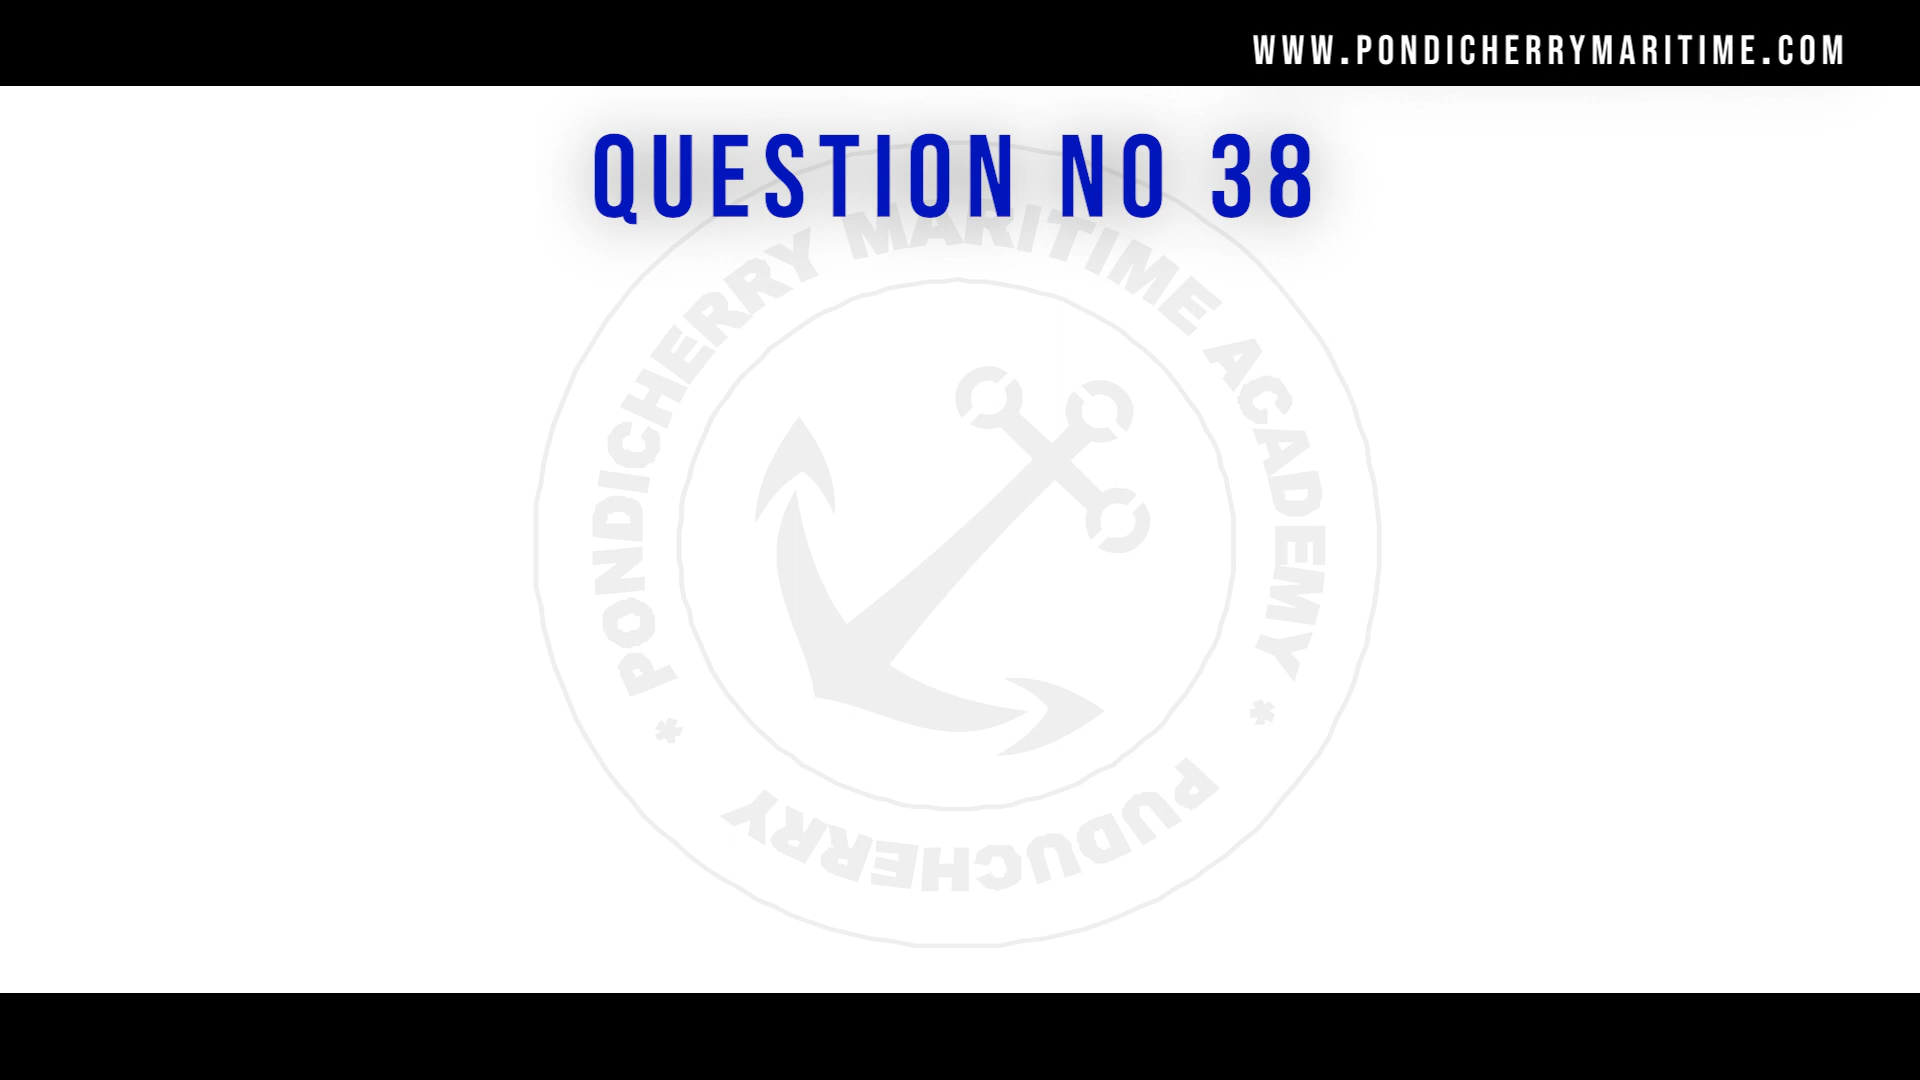 WWW.PONDICHERRYMARITIME.COM
QUESTION NO 38
* PONDICHERRY MARITIME ACADEMY *
PUDUCHERRY